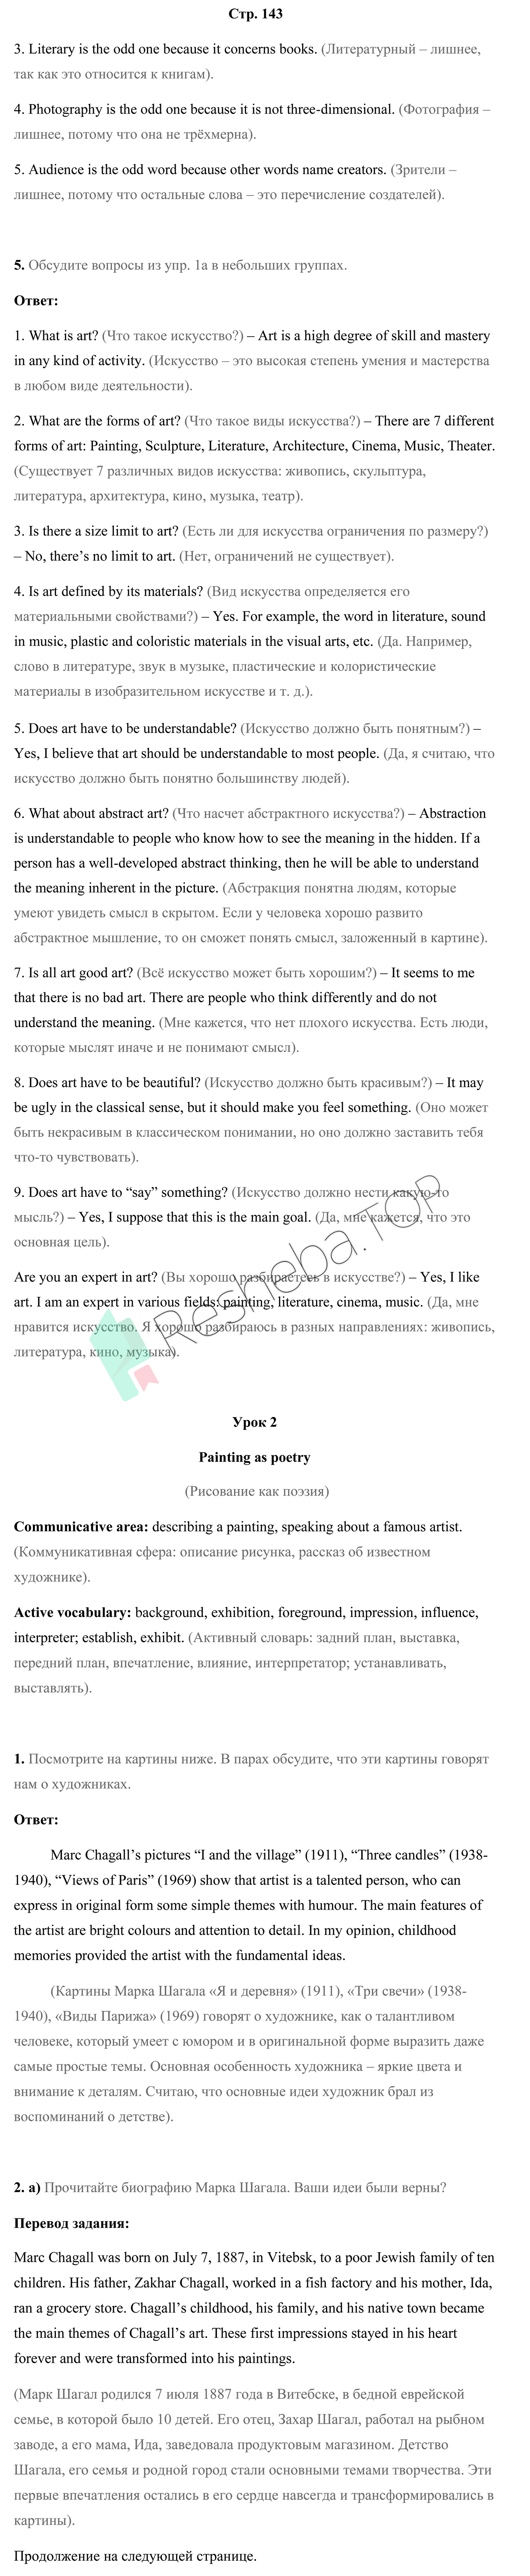 Стр. 143
3. Literary is the odd one because it concerns books. (Литературный – лишнее,
так как это относится к книгам).
4. Photography is the odd one because it is not three-dimensional. (Фотография –
лишнее, потому что она не трёхмерна).
5. Audience is the odd word because other words name creators. (Зрители –
лишнее, потому что остальные слова – это перечисление создателей).
5. Обсудите вопросы из упр. 1а в небольших группах.
Ответ:
1. What is art? (Что такое искусство?) – Art is a high degree of skill and mastery
in any kind of activity. (Искусство – это высокая степень умения и мастерства
в любом виде деятельности).
2. What are the forms of art? (Что такое виды искусства?) – There are 7 different
forms of art: Painting, Sculpture, Literature, Architecture, Cinema, Music, Theater.
(Существует 7 различных видов искусства: живопись, скульптура,
литература, архитектура, кино, музыка, театр).
3. Is there a size limit to art? (Есть ли для искусства ограничения по размеру?)
– No, there’s no limit to art. (Нет, ограничений не существует).
4. Is art defined by its materials? (Вид искусства определяется его
материальными свойствами?) – Yes. For example, the word in literature, sound
in music, plastic and coloristic materials in the visual arts, etc. (Да. Например,
слово в литературе, звук в музыке, пластические и колористические
материалы в изобразительном искусстве и т. д.).
5. Does art have to be understandable? (Искусство должно быть понятным?) –
Yes, I believe that art should be understandable to most people. (Да, я считаю, что
искусство должно быть понятно большинству людей).
6. What about abstract art? (Что насчет абстрактного искусства?) – Abstraction
is understandable to people who know how to see the meaning in the hidden. If a
person has a well-developed abstract thinking, then he will be able to understand
the meaning inherent in the picture. (Абстракция понятна людям, которые
умеют увидеть смысл в скрытом. Если у человека хорошо развито
абстрактное мышление, то он сможет понять смысл, заложенный в картине).
7. Is all art good art? (Всё искусство может быть хорошим?) – It seems to me
that there is no bad art. There are people who think differently and do not
understand the meaning. (Мне кажется, что нет плохого искусства. Есть люди,
которые мыслят иначе и не понимают смысл).
8. Does art have to be beautiful? (Искусство должно быть красивым?) – It may
be ugly in the classical sense, but it should make you feel something. (Оно может
быть некрасивым в классическом понимании, но оно должно заставить тебя
что-то чувствовать).
9. Does art have to “say” something? (Искусство должно нести какую-то
мысль?) – Yes, I suppose that this is the main goal. (Да, мне кажется, что это
основная цель).
Are you an expert in art? (Вы хорошо разбираетесь в искусстве?) – Yes, I like
art. I am an expert in various fields: painting, literature, cinema, music. (Да, мне
нравится искусство. Я хорошо разбираюсь в разных направлениях: живопись,
литература, кино, музыка).
Resheba.TOP
Урок 2
Painting as poetry
(Рисование как поэзия)
Communicative area: describing a painting, speaking about a famous artist.
(Коммуникативная сфера: описание рисунка, рассказ об известном
художнике).
Active vocabulary: background, exhibition, foreground, impression, influence,
interpreter; establish, exhibit. (Активный словарь: задний план, выставка,
передний план, впечатление, влияние, интерпретатор; устанавливать,
выставлять).
1. Посмотрите на картины ниже. В парах обсудите, что эти картины говорят
нам о художниках.
Ответ:
Marc Chagall’s pictures “I and the village” (1911), “Three candles” (1938-
1940), “Views of Paris” (1969) show that artist is a talented person, who can
express in original form some simple themes with humour. The main features of
the artist are bright colours and attention to detail. In my opinion, childhood
memories provided the artist with the fundamental ideas.
(Картины Марка Шагала «Я и деревня» (1911), «Три свечи» (1938-
1940), «Виды Парижа» (1969) говорят о художнике, как о талантливом
человеке, который умеет с юмором и в оригинальной форме выразить даже
самые простые темы. Основная особенность художника – яркие цвета и
внимание к деталям. Считаю, что основные идеи художник брал из
воспоминаний о детстве).
2. а) Прочитайте биографию Марка Шагала. Ваши идеи были верны?
Перевод задания:
Marc Chagall was born on July 7, 1887, in Vitebsk, to a poor Jewish family of ten
children. His father, Zakhar Chagall, worked in a fish factory and his mother, Ida,
ran a grocery store. Chagall’s childhood, his family, and his native town became
the main themes of Chagall’s art. These first impressions stayed in his heart
forever and were transformed into his paintings.
(Марк Шагал родился 7 июля 1887 года в Витебске, в бедной еврейской
семье, в которой было 10 детей. Его отец, Захар Шагал, работал на рыбном
заводе, а его мама, Ида, заведовала продуктовым магазином. Детство
Шагала, его семья и родной город стали основными темами творчества. Эти
первые впечатления остались в его сердце навсегда и трансформировались в
картины).
Продолжение на следующей странице.